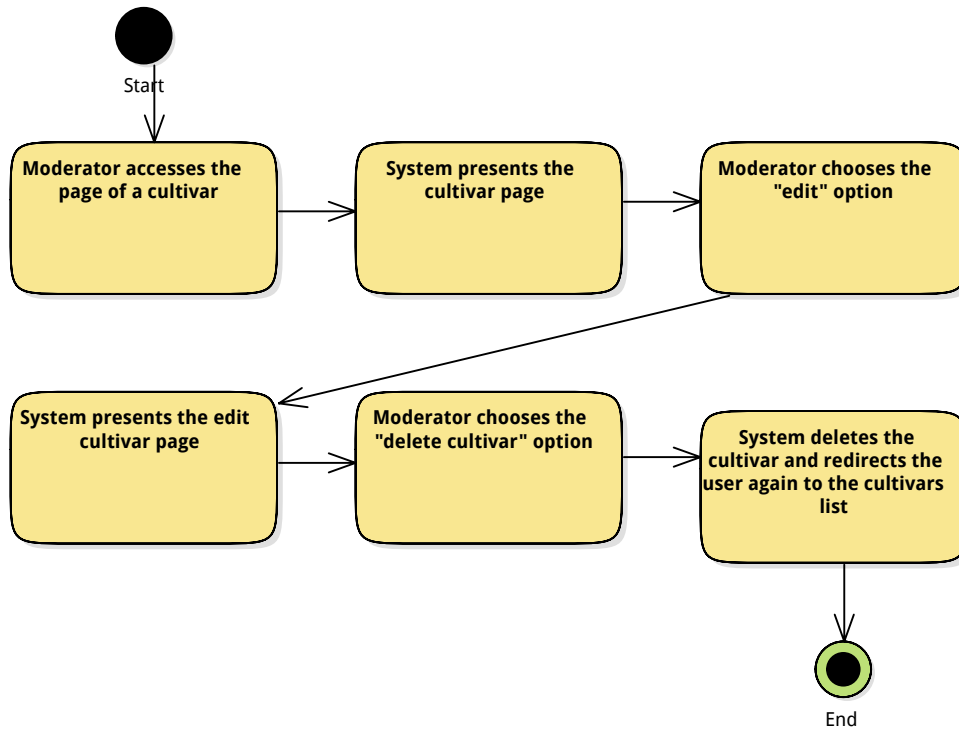 Start
Moderator accesses the
page of a cultivar
System presents the
cultivar page
Moderator chooses the
"edit" option
System presents the edit
cultivar page
Moderator chooses the
"delete cultivar" option
System deletes the
cultivar and redirects the
user again to the cultivars
list
End